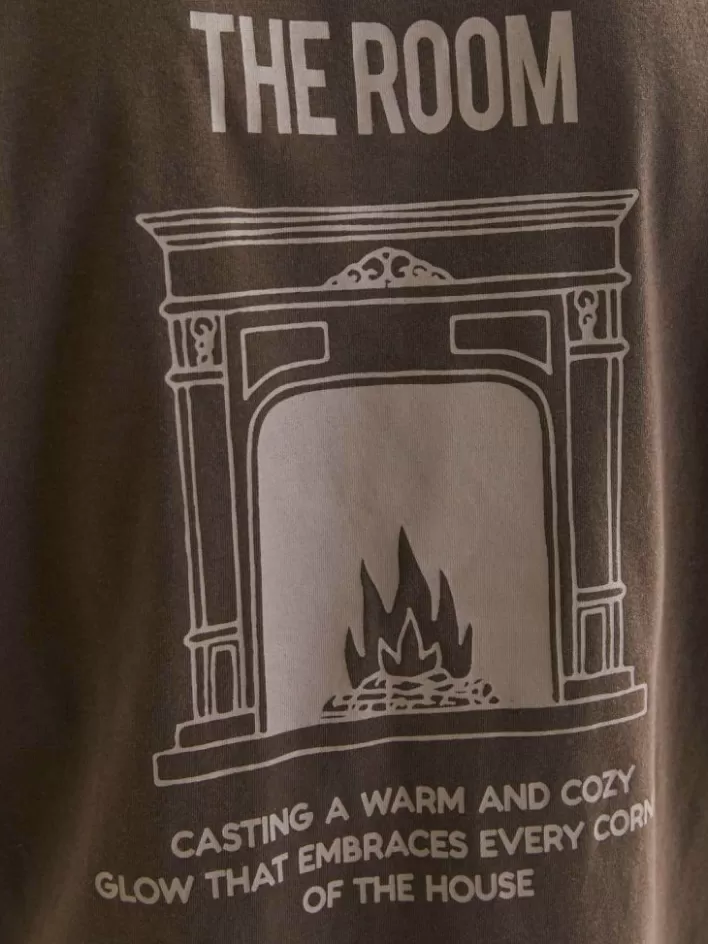 THE ROOM
CASTING A WARM AND COZY
GLOW THAT EMBRACES EVERY CORN
OF THE HOUSE